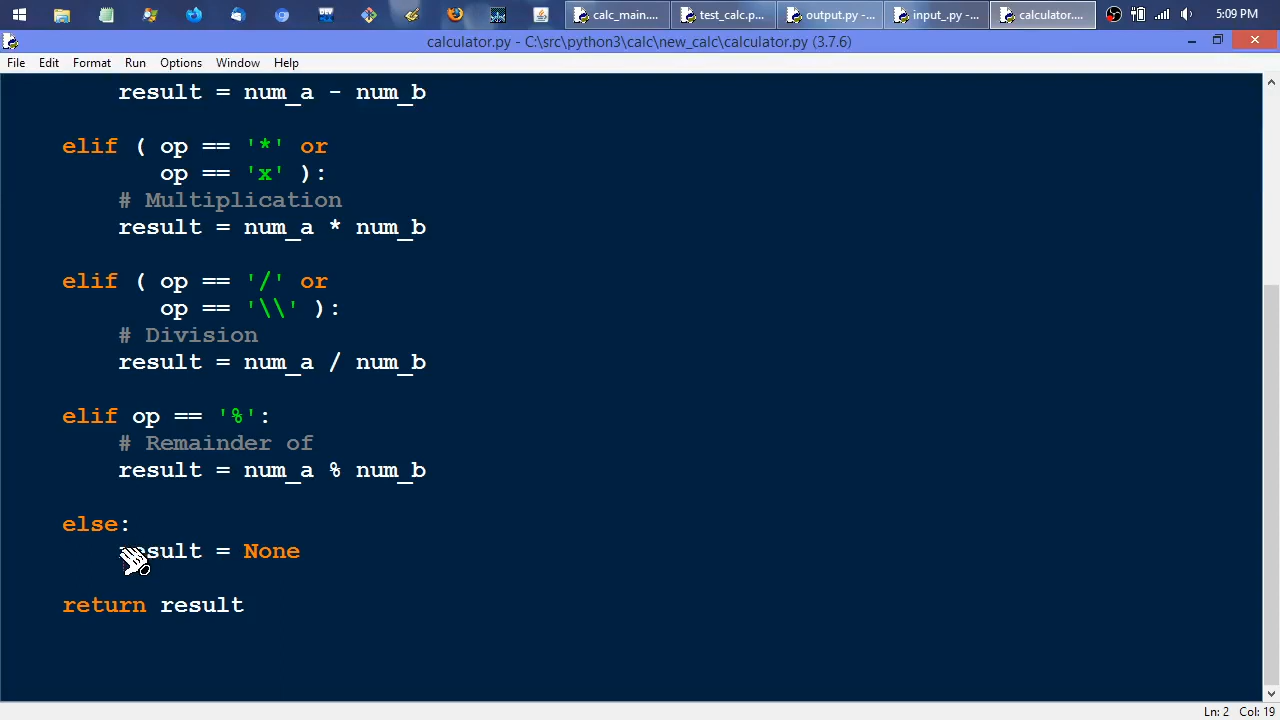 calc_main....
test_calc.p...
output.py -...
input_.py -...
calculator....
5:09 PM
calculator.py - C:\src\python3\calc\new_calc\calculator.py (3.7.6)
File Edit Format Run Options Window Help
result = num_a - num_b
elif ( op == '*' or
op == 'x' ):
# Multiplication
result = num_a * num_b
elif ( op == '/' or
op == '\\' ):
# Division
result = num_a / num_b
elif op == '%':
# Remainder of
result = num_a % num_b
else:
result = None
return result
Ln: 2 Col: 19